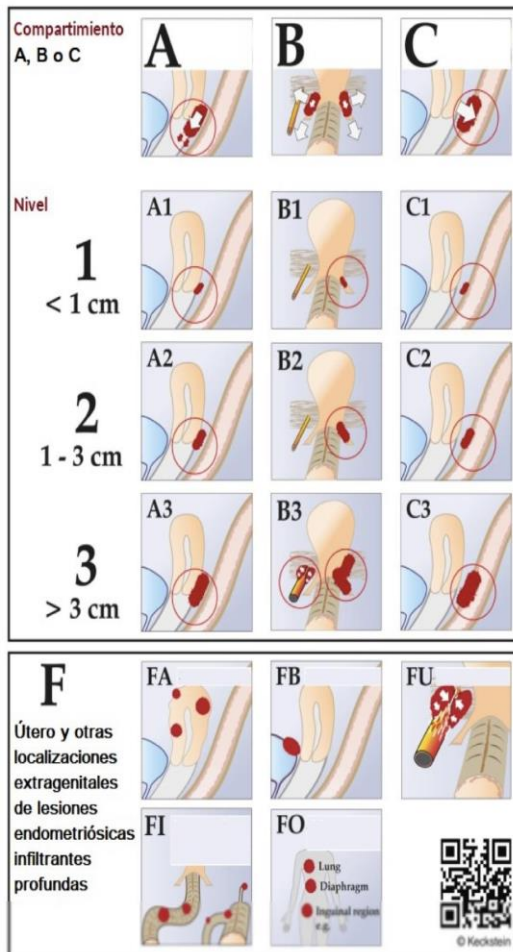 Compartimiento
A, B o C
A
B
C
Nivel
1
< 1 cm
A1
B1
C1
2
1 - 3 cm
A2
B2
C2
3
> 3 cm
A3
B3
C3
F
Útero y otras
localizaciones
extragenitales
de lesiones
endometriósicas
infiltrantes
profundas
FA
FB
FU
FI
FO
Lung
Diaphragm
Inguinal region
e.g.
© Keckstein